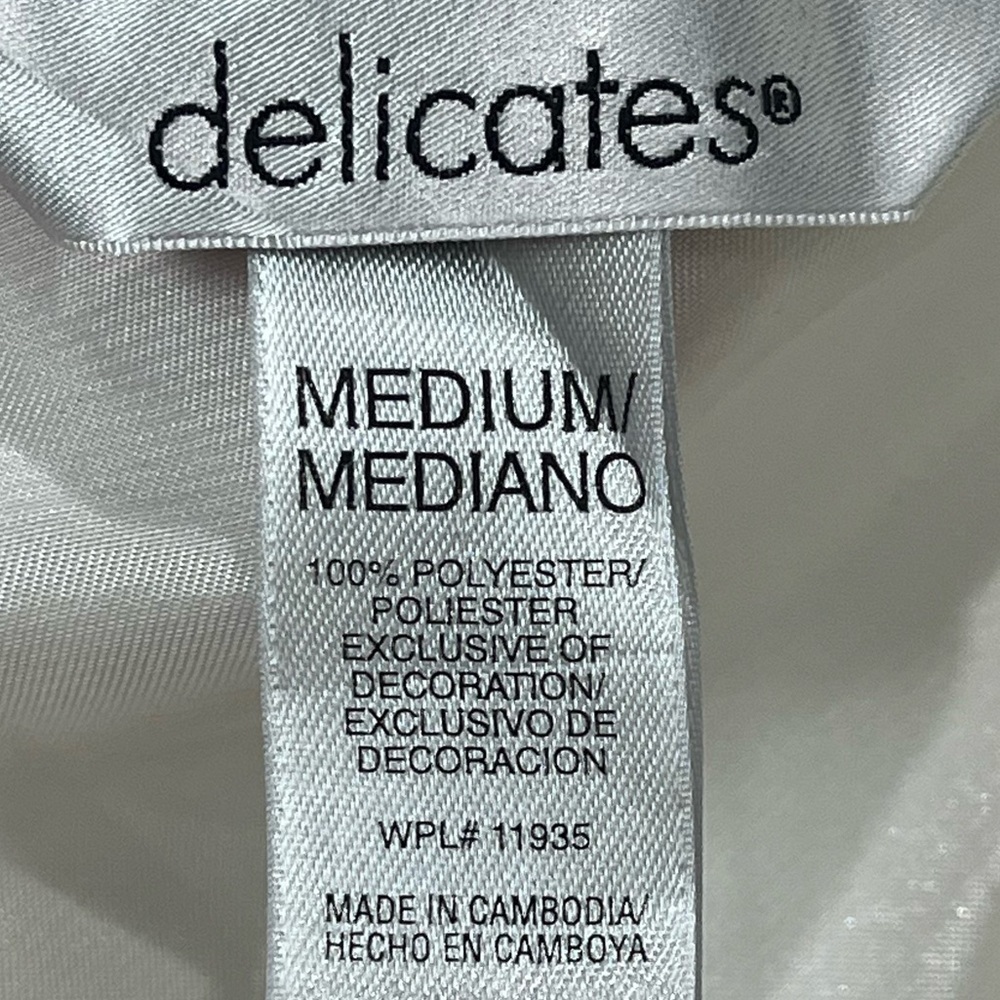 delicates®
MEDIUM/
MEDIANO
100% POLYESTER/
POLIESTER
EXCLUSIVE OF
DECORATION/
EXCLUSIVO DE
DECORACION
WPL# 11935
MADE IN CAMBODIA/
HECHO EN CAMBOYA